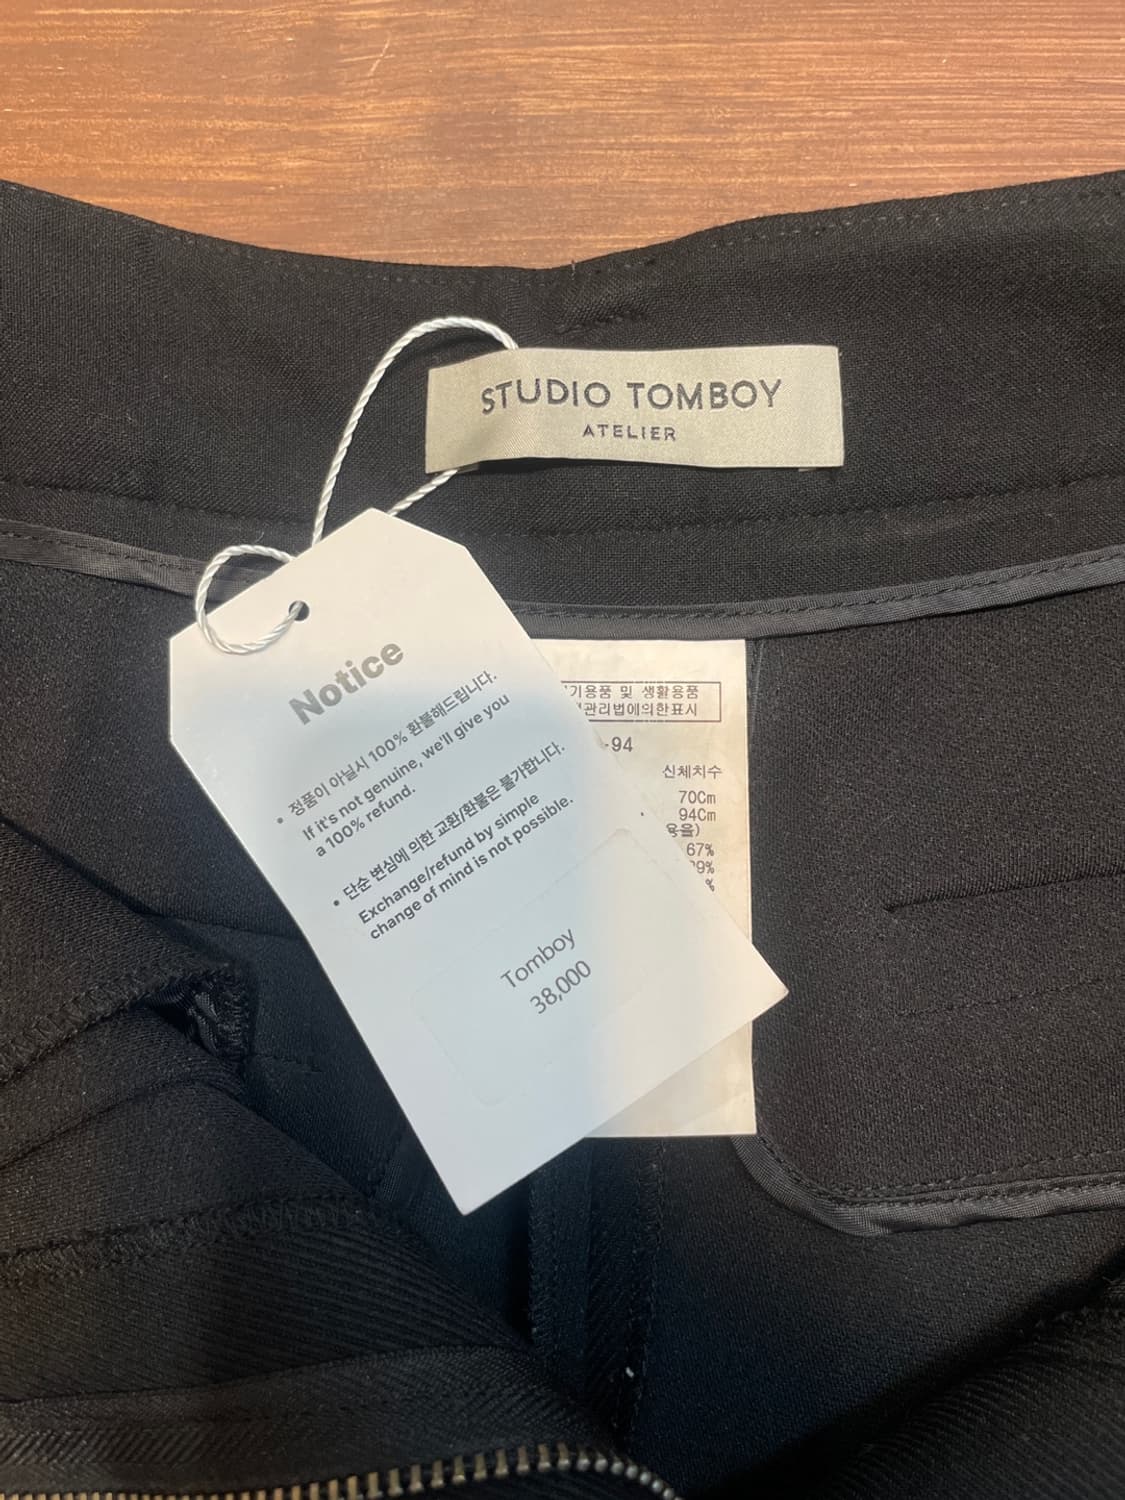 STUDIO TOMBOY
ATELIER
Notice
• 정품이 아닐시 100% 환불해드립니다.
If it's not genuine, we'll give you
a 100% refund.
• 단순 변심에 의한 교환/환불은 불가합니다.
Exchange/refund by simple
change of mind is not possible.
Tomboy
38,000
기용품 및 생활용품
관리법에의한표시
-94
신체치수
70Cm
94Cm
용율)
67%
%
%